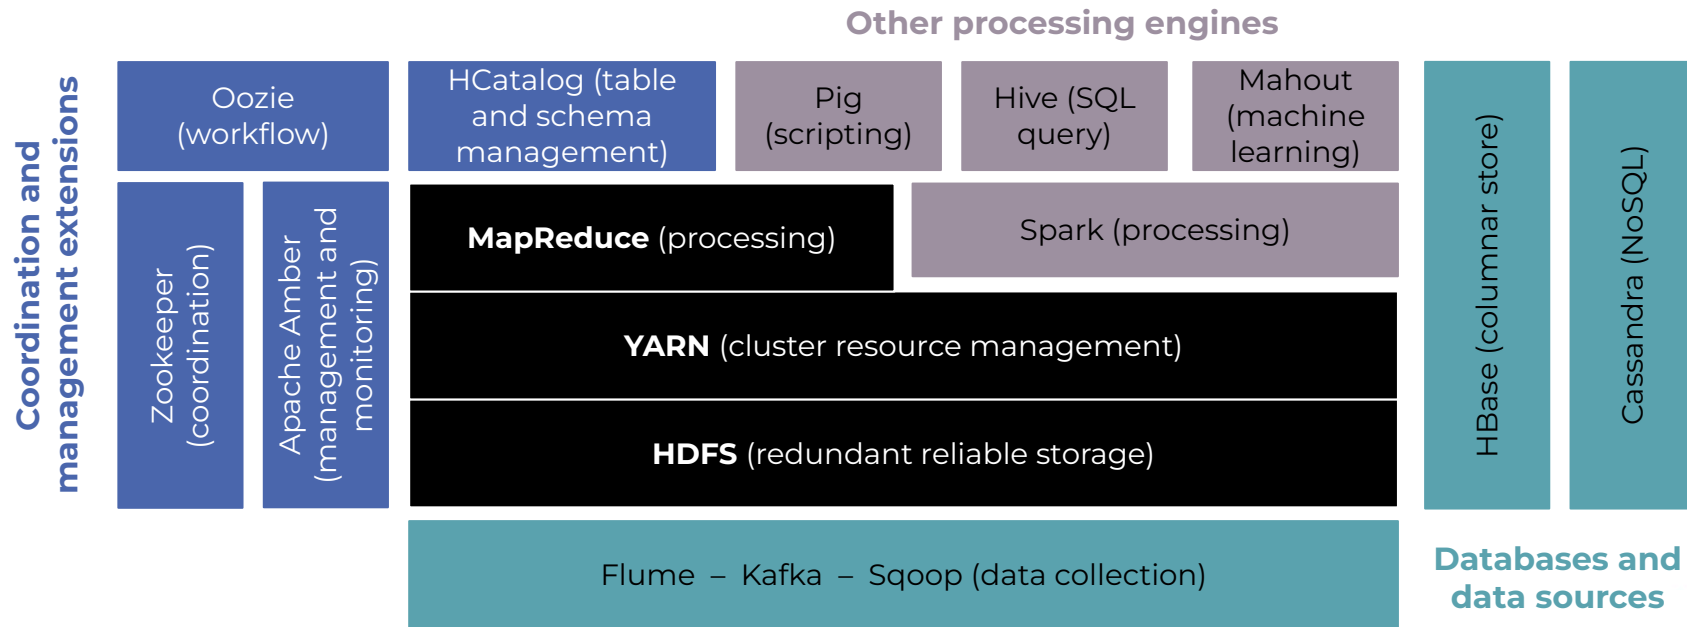 Other processing engines
Coordination and
management extensions
Oozie
(workflow)
HCatalog (table
and schema
management)
Pig
(scripting)
Hive (SQL
query)
Mahout
(machine
learning)
Zookeeper
(coordination)
Apache Amber
(management and
monitoring)
MapReduce (processing)
Spark (processing)
YARN (cluster resource management)
HDFS (redundant reliable storage)
HBase (columnar store)
Cassandra (NoSQL)
Flume – Kafka – Sqoop (data collection)
Databases and
data sources